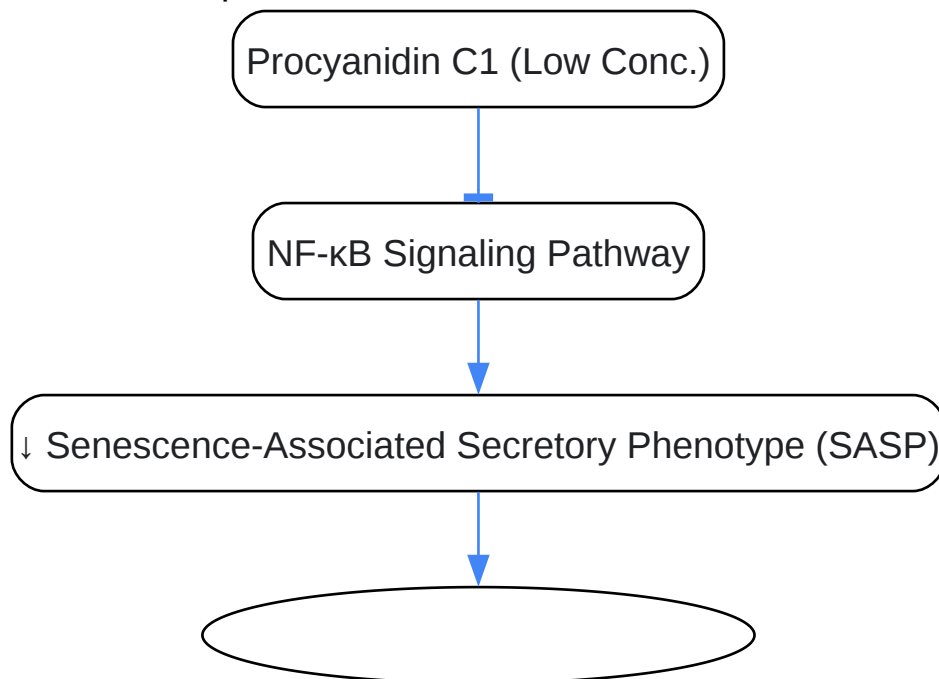 Procyanidin C1 (Low Conc.)
NF-κB Signaling Pathway
↓ Senescence-Associated Secretory Phenotype (SASP)